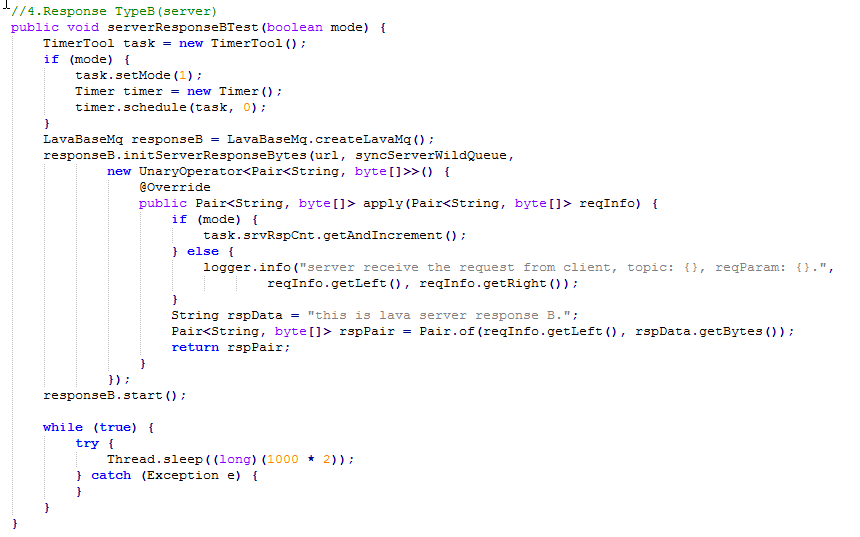 //4.Response TypeB(server)
public void serverResponseBTest(boolean mode) {
    TimerTool task = new TimerTool();
    if (mode) {
        task.setMode(1);
        Timer timer = new Timer();
        timer.schedule(task, 0);
    }
    LavaBaseMq responseB = LavaBaseMq.createLavaMq();
    responseB.initServerResponseBytes(url, syncServerWildQueue,
            new UnaryOperator<Pair<String, byte[]>>() {
                @Override
                public Pair<String, byte[]> apply(Pair<String, byte[]> reqInfo) {
                    if (mode) {
                        task.srvRspCnt.getAndIncrement();
                    } else {
                        logger.info("server receive the request from client, topic: {}, reqParam: {}.",
                                reqInfo.getLeft(), reqInfo.getRight());
                    }
                    String rspData = "this is lava server response B.";
                    Pair<String, byte[]> rspPair = Pair.of(reqInfo.getLeft(), rspData.getBytes());
                    return rspPair;
                }
            });
    responseB.start();

    while (true) {
        try {
            Thread.sleep((long)(1000 * 2));
        } catch (Exception e) {
        }
    }
}